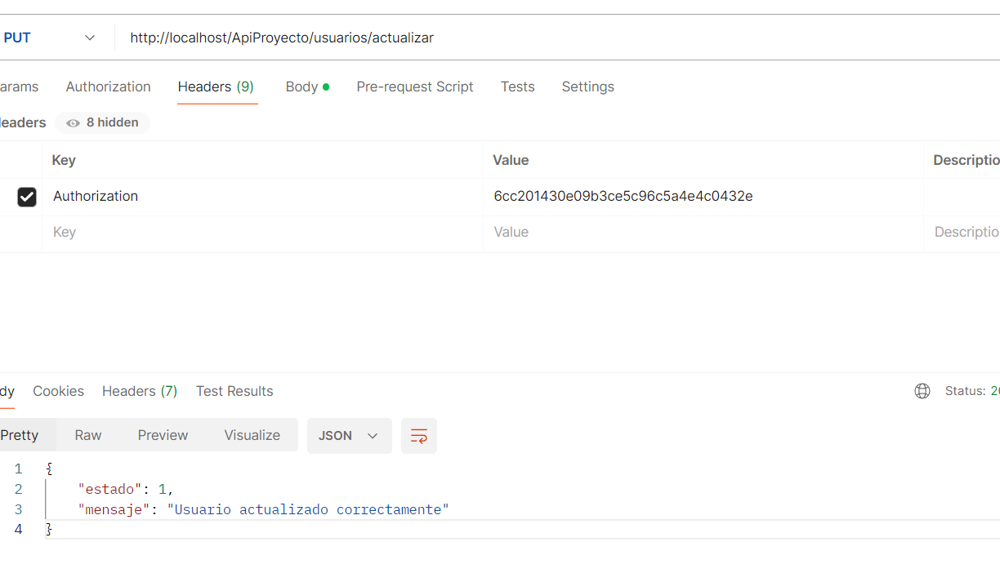 PUT http://localhost/ApiProyecto/usuarios/actualizar
arams Authorization Headers (9) Body Pre-request Script Tests Settings
eaders 8 hidden
Key Value Descriptio
Authorization 6cc201430e09b3ce5c96c5a4e4c0432e
Key Value Descriptio
dy Cookies Headers (7) Test Results Status: 20
Pretty Raw Preview Visualize JSON
1 {
2 "estado": 1,
3 "mensaje": "Usuario actualizado correctamente"
4 }